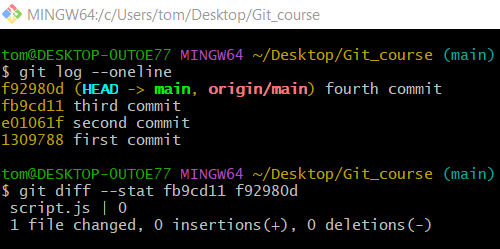 MINGW64:/c/Users/tom/Desktop/Git_course
tom@DESKTOP-OUTOE77 MINGW64 ~/Desktop/Git_course (main)
$ git log --oneline
f92980d (HEAD -> main, origin/main) fourth commit
fb9cd11 third commit
e01061f second commit
1309788 first commit
tom@DESKTOP-OUTOE77 MINGW64 ~/Desktop/Git_course (main)
$ git diff --stat fb9cd11 f92980d
script.js | 0
1 file changed, 0 insertions(+), 0 deletions(-)